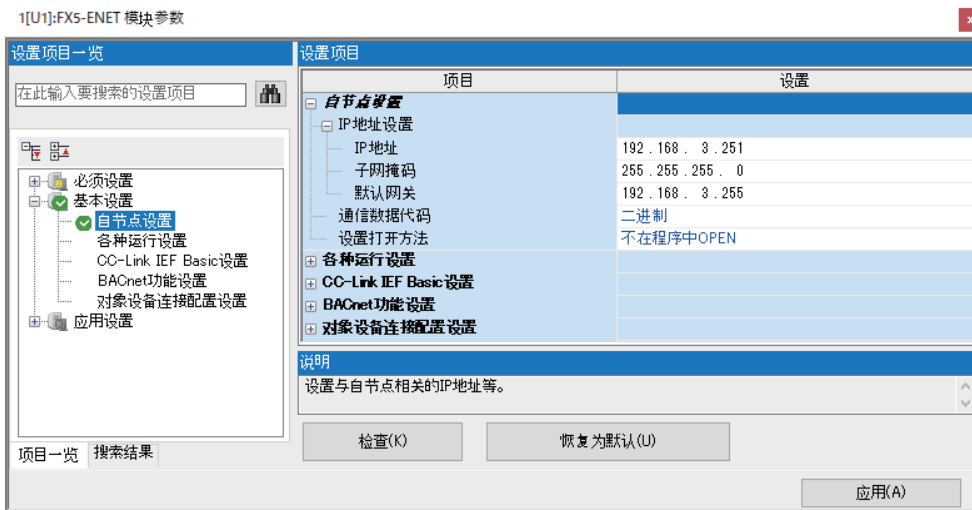 1[U1]:FX5-ENET 模块参数
设置项目一览
在此输入要搜索的设置项目
必须设置
基本设置
自节点设置
各种运行设置
CC-Link IEF Basic设置
BACnet功能设置
对象设备连接配置设置
应用设置
项目一览 搜索结果
设置项目
项目 设置
自节点设置
IP地址设置
IP地址 192 . 168 . 3 . 251
子网掩码 255 . 255 . 255 . 0
默认网关 192 . 168 . 3 . 255
通信数据代码 二进制
设置打开方法 不在程序中OPEN
各种运行设置
CC-Link IEF Basic设置
BACnet功能设置
对象设备连接配置设置
说明
设置与自节点相关的IP地址等。
检查(K) 恢复为默认(U)
应用(A)